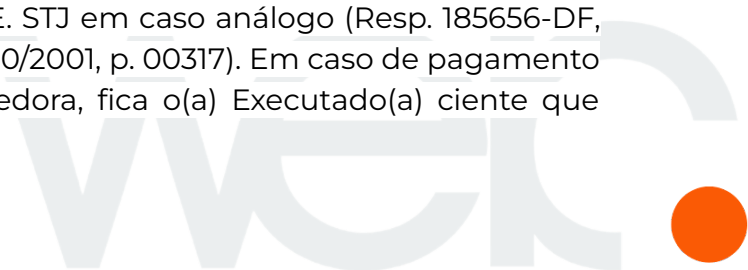 E. STJ em caso análogo (Resp. 185656-DF,
0/2001, p. 00317). Em caso de pagamento
edora, fica o(a) Executado(a) ciente que